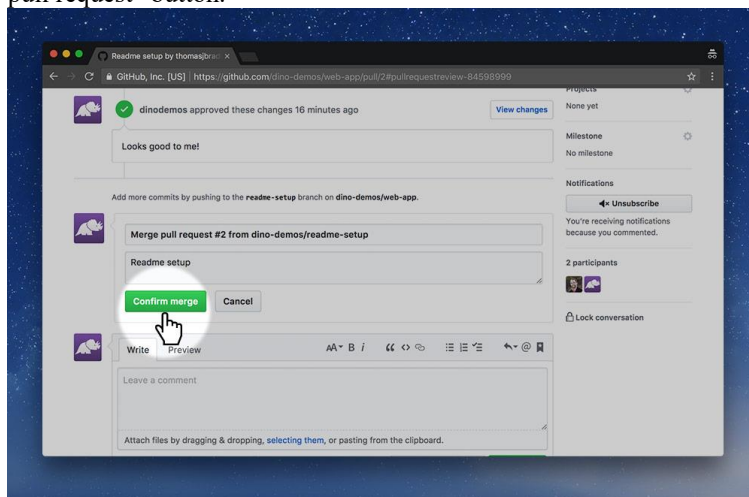 Readme setup by thomasjbrad ×
GitHub, Inc. [US] | https://github.com/dino-demos/web-app/pull/2#pullrequestreview-84598999
Projects
dinodemos approved these changes 16 minutes ago
View changes
None yet
Looks good to me!
Milestone
No milestone
Notifications
Add more commits by pushing to the readme-setup branch on dino-demos/web-app.
Unsubscribe
You're receiving notifications
because you commented.
Merge pull request #2 from dino-demos/readme-setup
Readme setup
2 participants
Confirm merge
Cancel
Lock conversation
Write
Preview
AA B i
Leave a comment
Attach files by dragging & dropping, selecting them, or pasting from the clipboard.